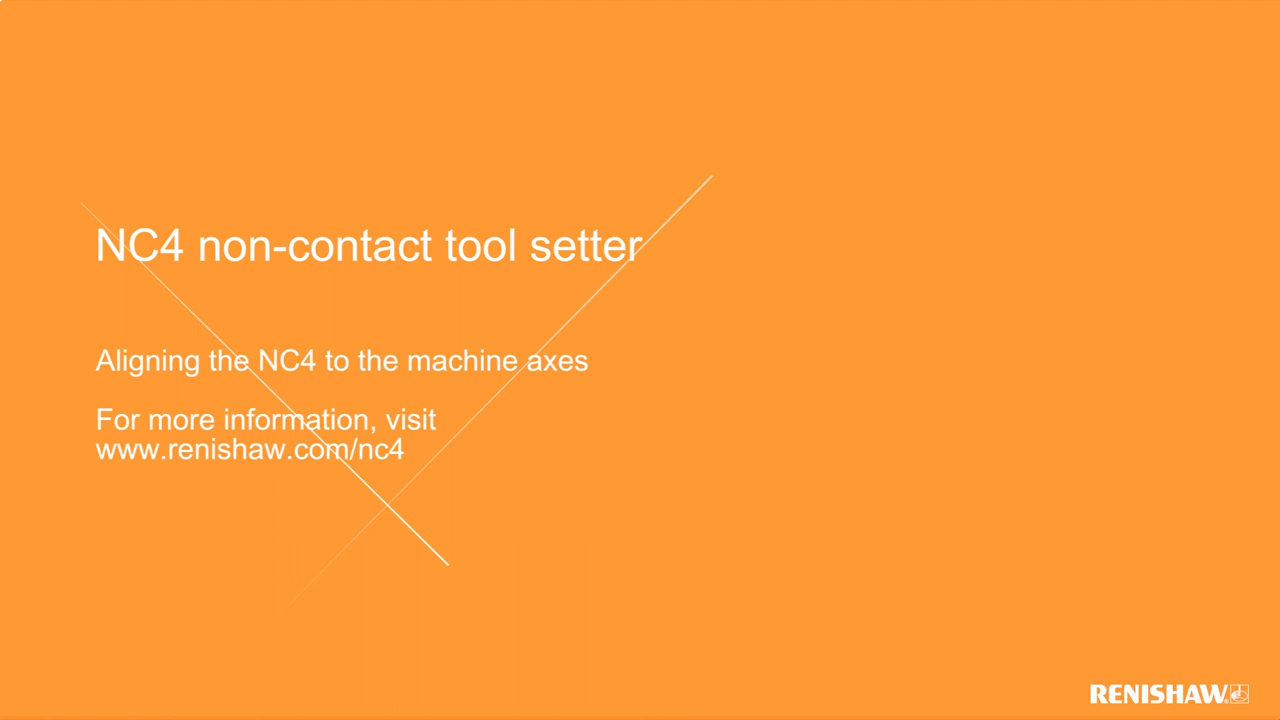 NC4 non-contact tool setter
Aligning the NC4 to the machine axes
For more information, visit
www.renishaw.com/nc4
RENISHAW